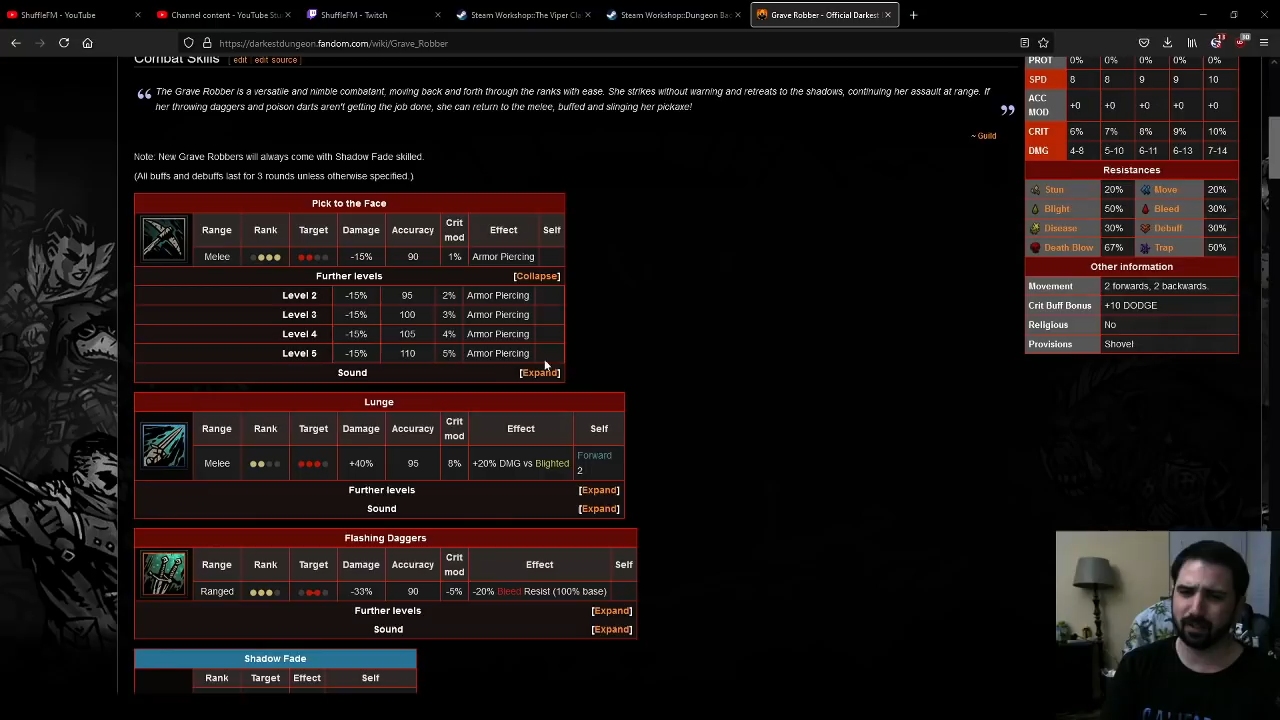 ShuffleFM - YouTube
Channel content - YouTube Stu
ShuffleFM - Twitch
Steam Workshop::The Viper Cla
Steam Workshop::Dungeon Bac
Grave Robber - Official Darkest
https://darkestdungeon.fandom.com/wiki/Grave_Robber
Combat Skills [ edit | edit source ]
The Grave Robber is a versatile and nimble combatant, moving back and forth through the ranks with ease. She strikes without warning and retreats to the shadows, continuing her assault at range. If
her throwing daggers and poison darts aren't getting the job done, she can return to the melee, buffed and slinging her pickaxe!
~ Guild
Note: New Grave Robbers will always come with Shadow Fade skilled.
(All buffs and debuffs last for 3 rounds unless otherwise specified.)
Pick to the Face
Range Rank Target Damage Accuracy Crit mod Effect Self
Melee -15% 90 1% Armor Piercing
Further levels [Collapse]
Level 2 -15% 95 2% Armor Piercing
Level 3 -15% 100 3% Armor Piercing
Level 4 -15% 105 4% Armor Piercing
Level 5 -15% 110 5% Armor Piercing
Sound [Expand]
Lunge
Range Rank Target Damage Accuracy Crit mod Effect Self
Melee +40% 95 8% +20% DMG vs Blighted Forward 2
Further levels [Expand]
Sound [Expand]
Flashing Daggers
Range Rank Target Damage Accuracy Crit mod Effect Self
Ranged -33% 90 -5% -20% Bleed Resist (100% base)
Further levels [Expand]
Sound [Expand]
Shadow Fade
Rank Target Effect Self
PROT 0% 0% 0% 0% 0%
SPD 8 8 9 9 10
ACC MOD +0 +0 +0 +0 +0
CRIT 6% 7% 8% 9% 10%
DMG 4-8 5-10 6-11 6-13 7-14
Resistances
Stun 20% Move 20%
Blight 50% Bleed 30%
Disease 30% Debuff 30%
Death Blow 67% Trap 50%
Other information
Movement 2 forwards, 2 backwards.
Crit Buff Bonus +10 DODGE
Religious No
Provisions Shovel